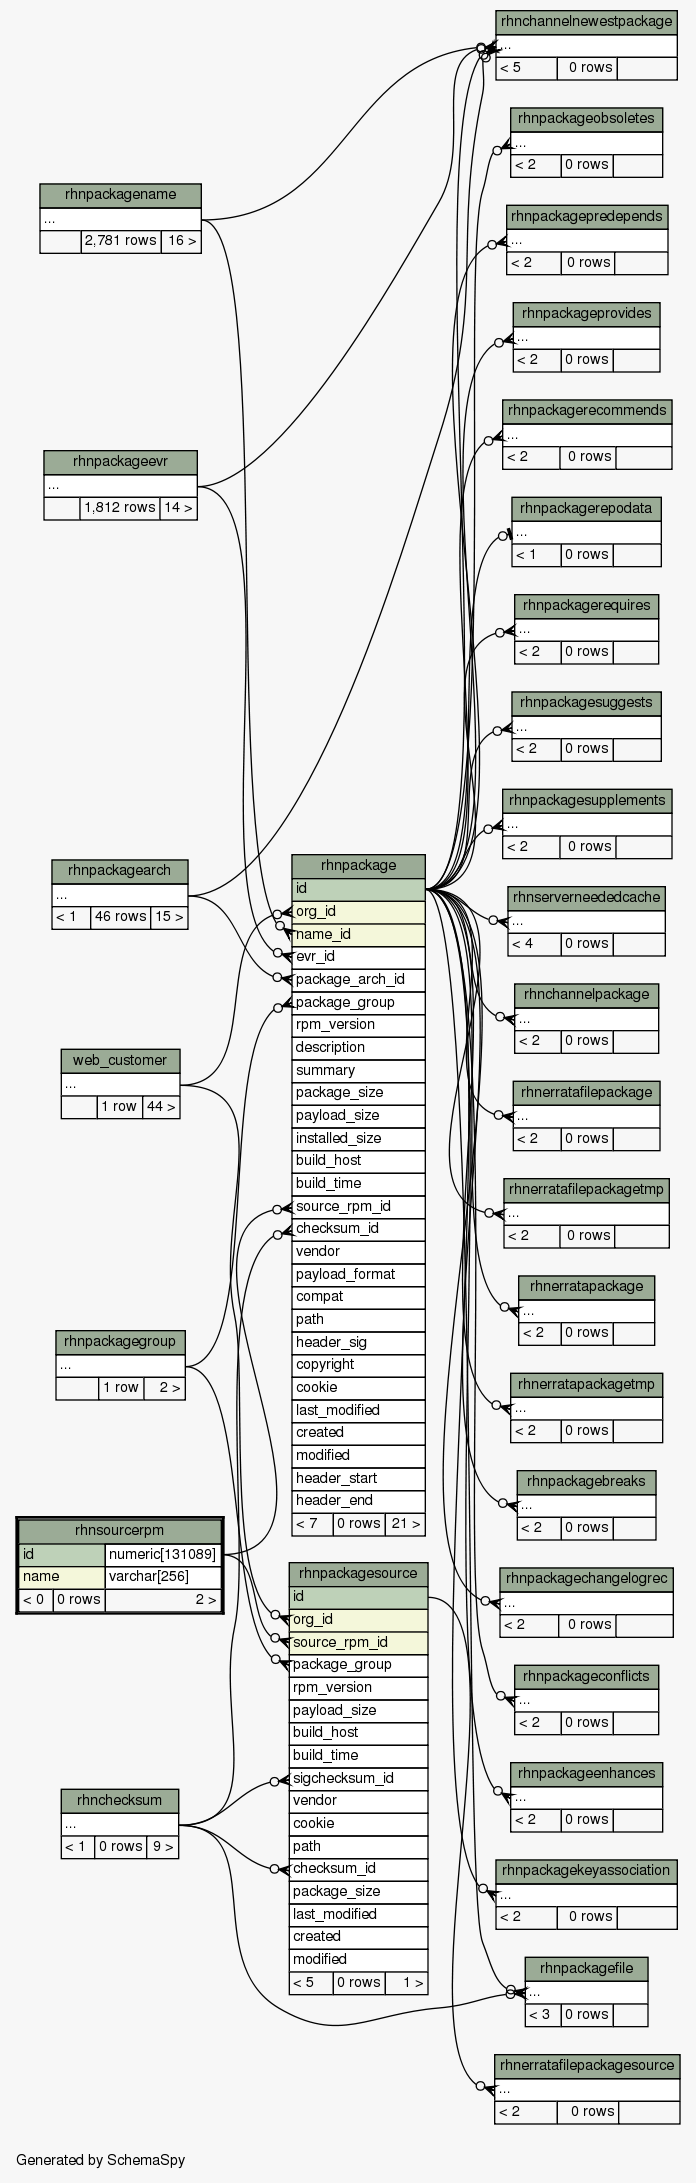 rhnchannelnewestpackage
...
< 5 0 rows
rhnpackageobsoletes
...
< 2 0 rows
rhnpackagepredepends
...
< 2 0 rows
rhnpackageprovides
...
< 2 0 rows
rhnpackagerecommends
...
< 2 0 rows
rhnpackagerepodata
...
< 1 0 rows
rhnpackagerequires
...
< 2 0 rows
rhnpackagesuggests
...
< 2 0 rows
rhnpackagesupplements
...
< 2 0 rows
rhnserverneededcache
...
< 4 0 rows
rhnchannelpackage
...
< 2 0 rows
rhnerratafilepackage
...
< 2 0 rows
rhnerratafilepackagetmp
...
< 2 0 rows
rhnerratapackage
...
< 2 0 rows
rhnerratapackagetmp
...
< 2 0 rows
rhnpackagebreaks
...
< 2 0 rows
rhnpackagechangelogrec
...
< 2 0 rows
rhnpackageconflicts
...
< 2 0 rows
rhnpackageenhances
...
< 2 0 rows
rhnpackagekeyassociation
...
< 2 0 rows
rhnpackagefile
...
< 3 0 rows
rhnerratafilepackagesource
...
< 2 0 rows
rhnpackagename
...
2,781 rows 16 >
rhnpackageevr
...
1,812 rows 14 >
rhnpackagearch
...
< 1 46 rows 15 >
web_customer
...
1 row 44 >
rhnpackagegroup
...
1 row 2 >
rhnsourcerpm
id numeric[131089]
name varchar[256]
< 0 0 rows 2 >
rhnchecksum
...
< 1 0 rows 9 >
rhnpackage
id
org_id
name_id
evr_id
package_arch_id
package_group
rpm_version
description
summary
package_size
payload_size
installed_size
build_host
build_time
source_rpm_id
checksum_id
vendor
payload_format
compat
path
header_sig
copyright
cookie
last_modified
created
modified
header_start
header_end
< 7 0 rows 21 >
rhnpackagesource
id
org_id
source_rpm_id
package_group
rpm_version
payload_size
build_host
build_time
sigchecksum_id
vendor
cookie
path
checksum_id
package_size
last_modified
created
modified
< 5 0 rows 1 >
Generated by SchemaSpy